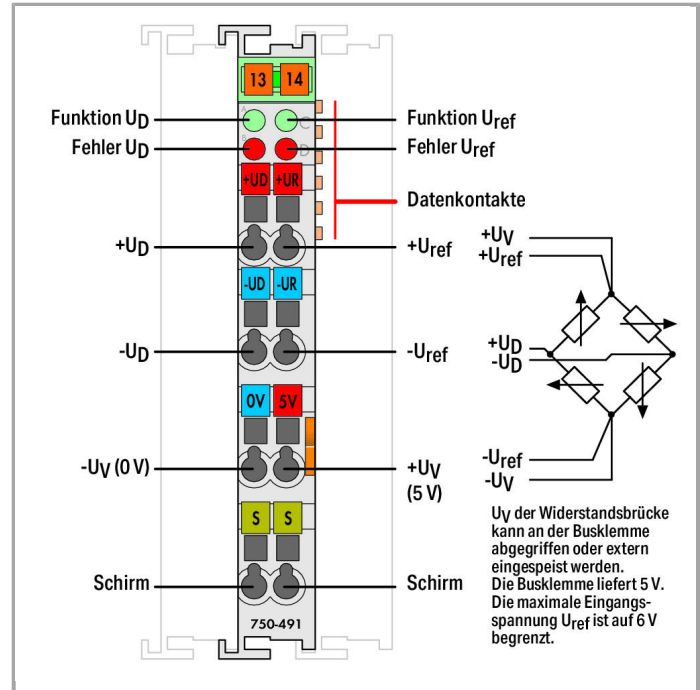 13 14
A C
Funktion UD
Funktion Uref
B D
Fehler UD
Fehler Uref
+UD +UR
Datenkontakte
+UD
+Uref
-UD -UR
-UD
-Uref
0V 5V
-UV (0 V)
+UV
(5 V)
S S
Schirm
Schirm
750-491
+UV
+Uref
+UD
-UD
-Uref
-UV
UV der Widerstandsbrücke
kann an der Busklemme
abgegriffen oder extern
eingespeist werden.
Die Busklemme liefert 5 V.
Die maximale Eingangs-
spannung Uref ist auf 6 V
begrenzt.